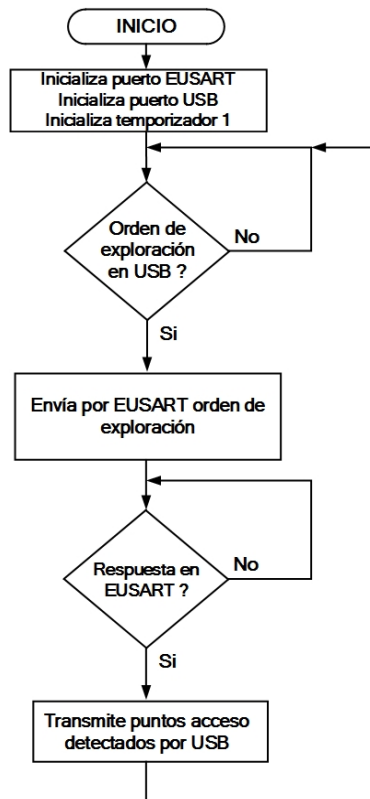 INICIO
Inicializa puerto EUSART
Inicializa puerto USB
Inicializa temporizador 1
Orden de
exploración
en USB ?
No
Si
Envía por EUSART orden de
exploración
Respuesta en
EUSART ?
No
Si
Transmite puntos acceso
detectados por USB